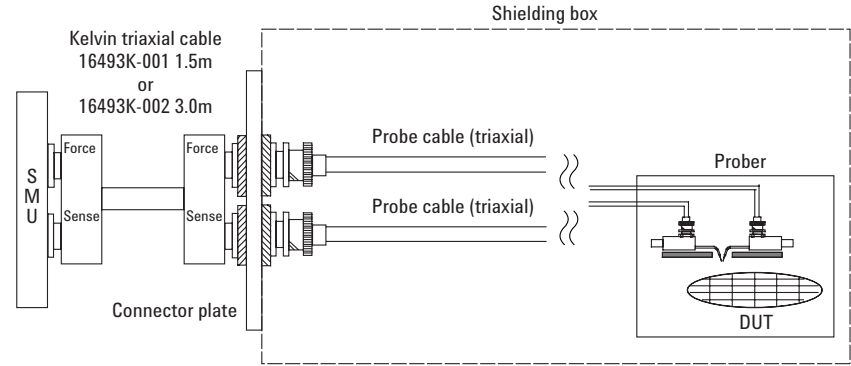 Shielding box
Kelvin triaxial cable
16493K-001 1.5m
or
16493K-002 3.0m
SMU
Force
Sense
Force
Sense
Probe cable (triaxial)
Probe cable (triaxial)
Prober
DUT
Connector plate